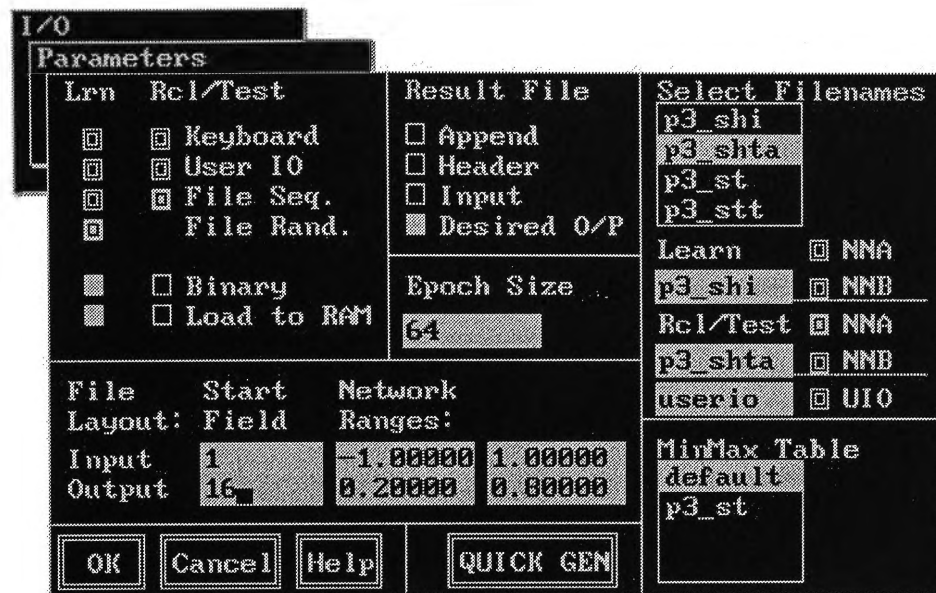 I/O
Parameters
Lrn Rcl/Test
Keyboard
User IO
File Seq.
File Rand.
Binary
Load to RAM
Result File
Append
Header
Input
Desired O/P
Epoch Size
64
Select Filenames
p3_shi
p3_shta
p3_st
p3_stt
Learn NNA
p3_shi NNB
Rcl/Test NNA
p3_shta NNB
userio UIO
File Start Network
Layout: Field Ranges:
Input 1 -1.00000 1.00000
Output 16 0.20000 0.80000
MinMax Table
default
p3_st
OK Cancel Help QUICK GEN